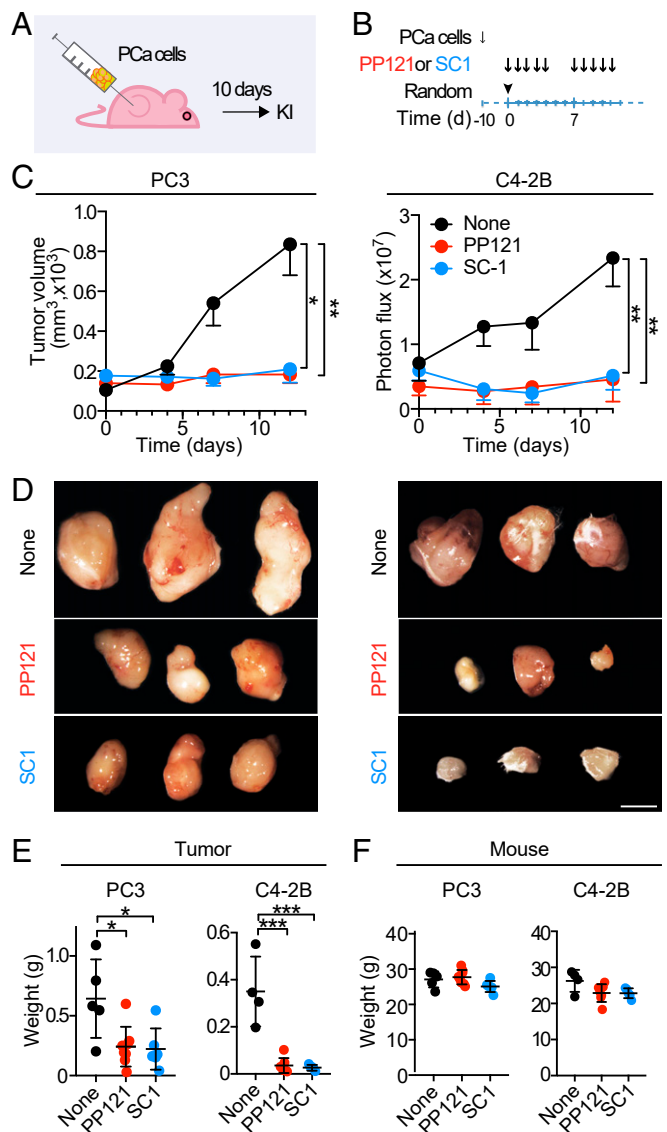 A
PCa cells
10 days
KI
B
PCa cells ↓
PP121 or SC1 ↓↓↓↓↓ ↓↓↓↓↓
Random
Time (d) -10 0 7
C
PC3
Tumor volume
(mm³,x10³)
1.0
0.8
0.6
0.4
0.2
0.0
0 5 10
Time (days)
*
**
C4-2B
None
PP121
SC-1
Photon flux (x10⁷)
3
2
1
0
0 5 10
Time (days)
**
**
D
None
PP121
SC1
None
PP121
SC1
E
Tumor
PC3
Weight (g)
1.0
0.5
0
*
*
None PP121 SC1
C4-2B
0.6
0.4
0.2
0
***
***
None PP121 SC1
F
Mouse
PC3
Weight (g)
40
30
20
10
0
None PP121 SC1
C4-2B
40
30
20
10
0
None PP121 SC1